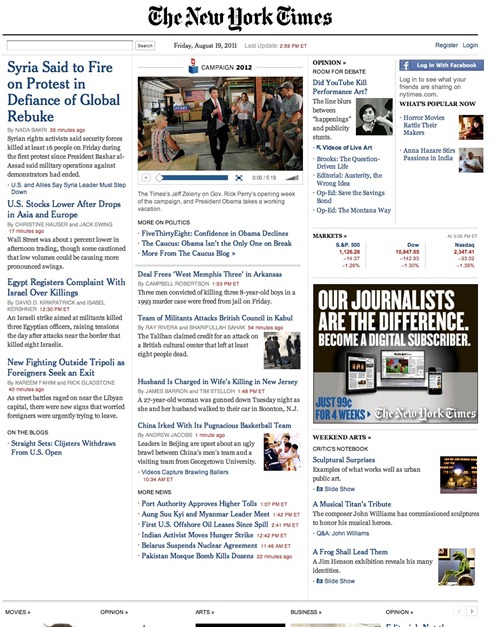 The New York Times
Search
Friday, August 19, 2011 Last Update: 2:59 PM ET
Register Login
Syria Said to Fire
on Protest in
Defiance of Global
Rebuke
By NADA BAKRI 35 minutes ago
Syrian rights activists said security forces
killed at least 16 people on Friday during
the first protest since President Bashar al-
Assad said military operations against
demonstrators had ended.
· U.S. and Allies Say Syria Leader Must Step
Down
U.S. Stocks Lower After Drops
in Asia and Europe
By CHRISTINE HAUSER and JACK EWING
17 minutes ago
Wall Street was about 1 percent lower in
afternoon trading, though some cautioned
that low volumes could be causing more
pronounced swings.
Egypt Registers Complaint With
Israel Over Killings
By DAVID D. KIRKPATRICK and ISABEL
KERSHNER 12:30 PM ET
An Israeli strike aimed at militants killed
three Egyptian officers, raising tensions
the day after attacks near the border that
killed eight Israelis.
New Fighting Outside Tripoli as
Foreigners Seek an Exit
By KAREEM FAHIM and RICK GLADSTONE
40 minutes ago
As street battles raged on near the Libyan
capital, there were new signs that worried
foreigners were urgently trying to leave.
ON THE BLOGS
· Straight Sets: Clijsters Withdraws
From U.S. Open
CAMPAIGN 2012
PERRY
0:00 / 5:19
The Times's Jeff Zeleny on Gov. Rick Perry's opening week
of the campaign, and President Obama takes a working
vacation.
MORE ON POLITICS
· FiveThirtyEight: Confidence in Obama Declines
· The Caucus: Obama Isn't the Only One on Break
· More From The Caucus Blog »
Deal Frees 'West Memphis Three' in Arkansas
By CAMPBELL ROBERTSON 1:53 PM ET
Three men convicted of killing three 8-year-old boys in a
1993 murder case were freed from jail on Friday.
Team of Militants Attacks British Council in Kabul
By RAY RIVERA and SHARIFULLAH SAHAK 54 minutes ago
The Taliban claimed credit for an attack on
a British cultural center that left at least
eight people dead.
Husband Is Charged in Wife's Killing in New Jersey
By JAMES BARRON and TIM STELLOH 1:48 PM ET
A 27-year-old woman was gunned down Tuesday night as
she and her husband walked to their car in Boonton, N.J.
China Irked With Its Pugnacious Basketball Team
By ANDREW JACOBS 1 minute ago
Leaders in Beijing are upset about an ugly
brawl between China's men's team and a
visiting team from Georgetown University.
· Videos Capture Brawling Ballers
10:34 AM ET
MORE NEWS
· Port Authority Approves Higher Tolls 1:07 PM ET
· Aung Suu Kyi and Myanmar Leader Meet 1:42 PM ET
· First U.S. Offshore Oil Leases Since Spill 2:41 PM ET
· Indian Activist Moves Hunger Strike 12:42 PM ET
· Belarus Suspends Nuclear Agreement 11:46 AM ET
· Pakistan Mosque Bomb Kills Dozens 22 minutes ago
OPINION »
ROOM FOR DEBATE
Did YouTube Kill
Performance Art?
The line blurs
between
"happenings"
and publicity
stunts.
Videos of Live Art
· Brooks: The Question-
Driven Life
· Editorial: Austerity, the
Wrong Idea
· Op-Ed: Save the Savings
Bond
· Op-Ed: The Montana Way
f Log In With Facebook
Log in to see what your
friends are sharing on
nytimes.com.
WHAT'S POPULAR NOW
· Horror Movies
Rattle Their
Makers
· Anna Hazare Stirs
Passions in India
MARKETS » At 3:00 PM ET
S.&P. 500 Dow Nasdaq
1,126.28 10,847.65 2,347.41
-14.37 -142.93 -33.02
-1.26% -1.30% -1.39%
OUR JOURNALISTS
ARE THE DIFFERENCE.
BECOME A DIGITAL SUBSCRIBER.
JUST 99¢
FOR 4 WEEKS
The New York Times
WEEKEND ARTS »
CRITIC'S NOTEBOOK
Sculptural Surprises
Examples of what works well as urban
public art.
· Slide Show
A Musical Titan's Tribute
The composer John Williams has commissioned sculptures
to honor his musical heroes.
· Q&A: John Williams
A Frog Shall Lead Them
A Jim Henson exhibition reveals his many
identities.
· Slide Show
MOVIES » OPINION » ARTS » BUSINESS » OPINION »